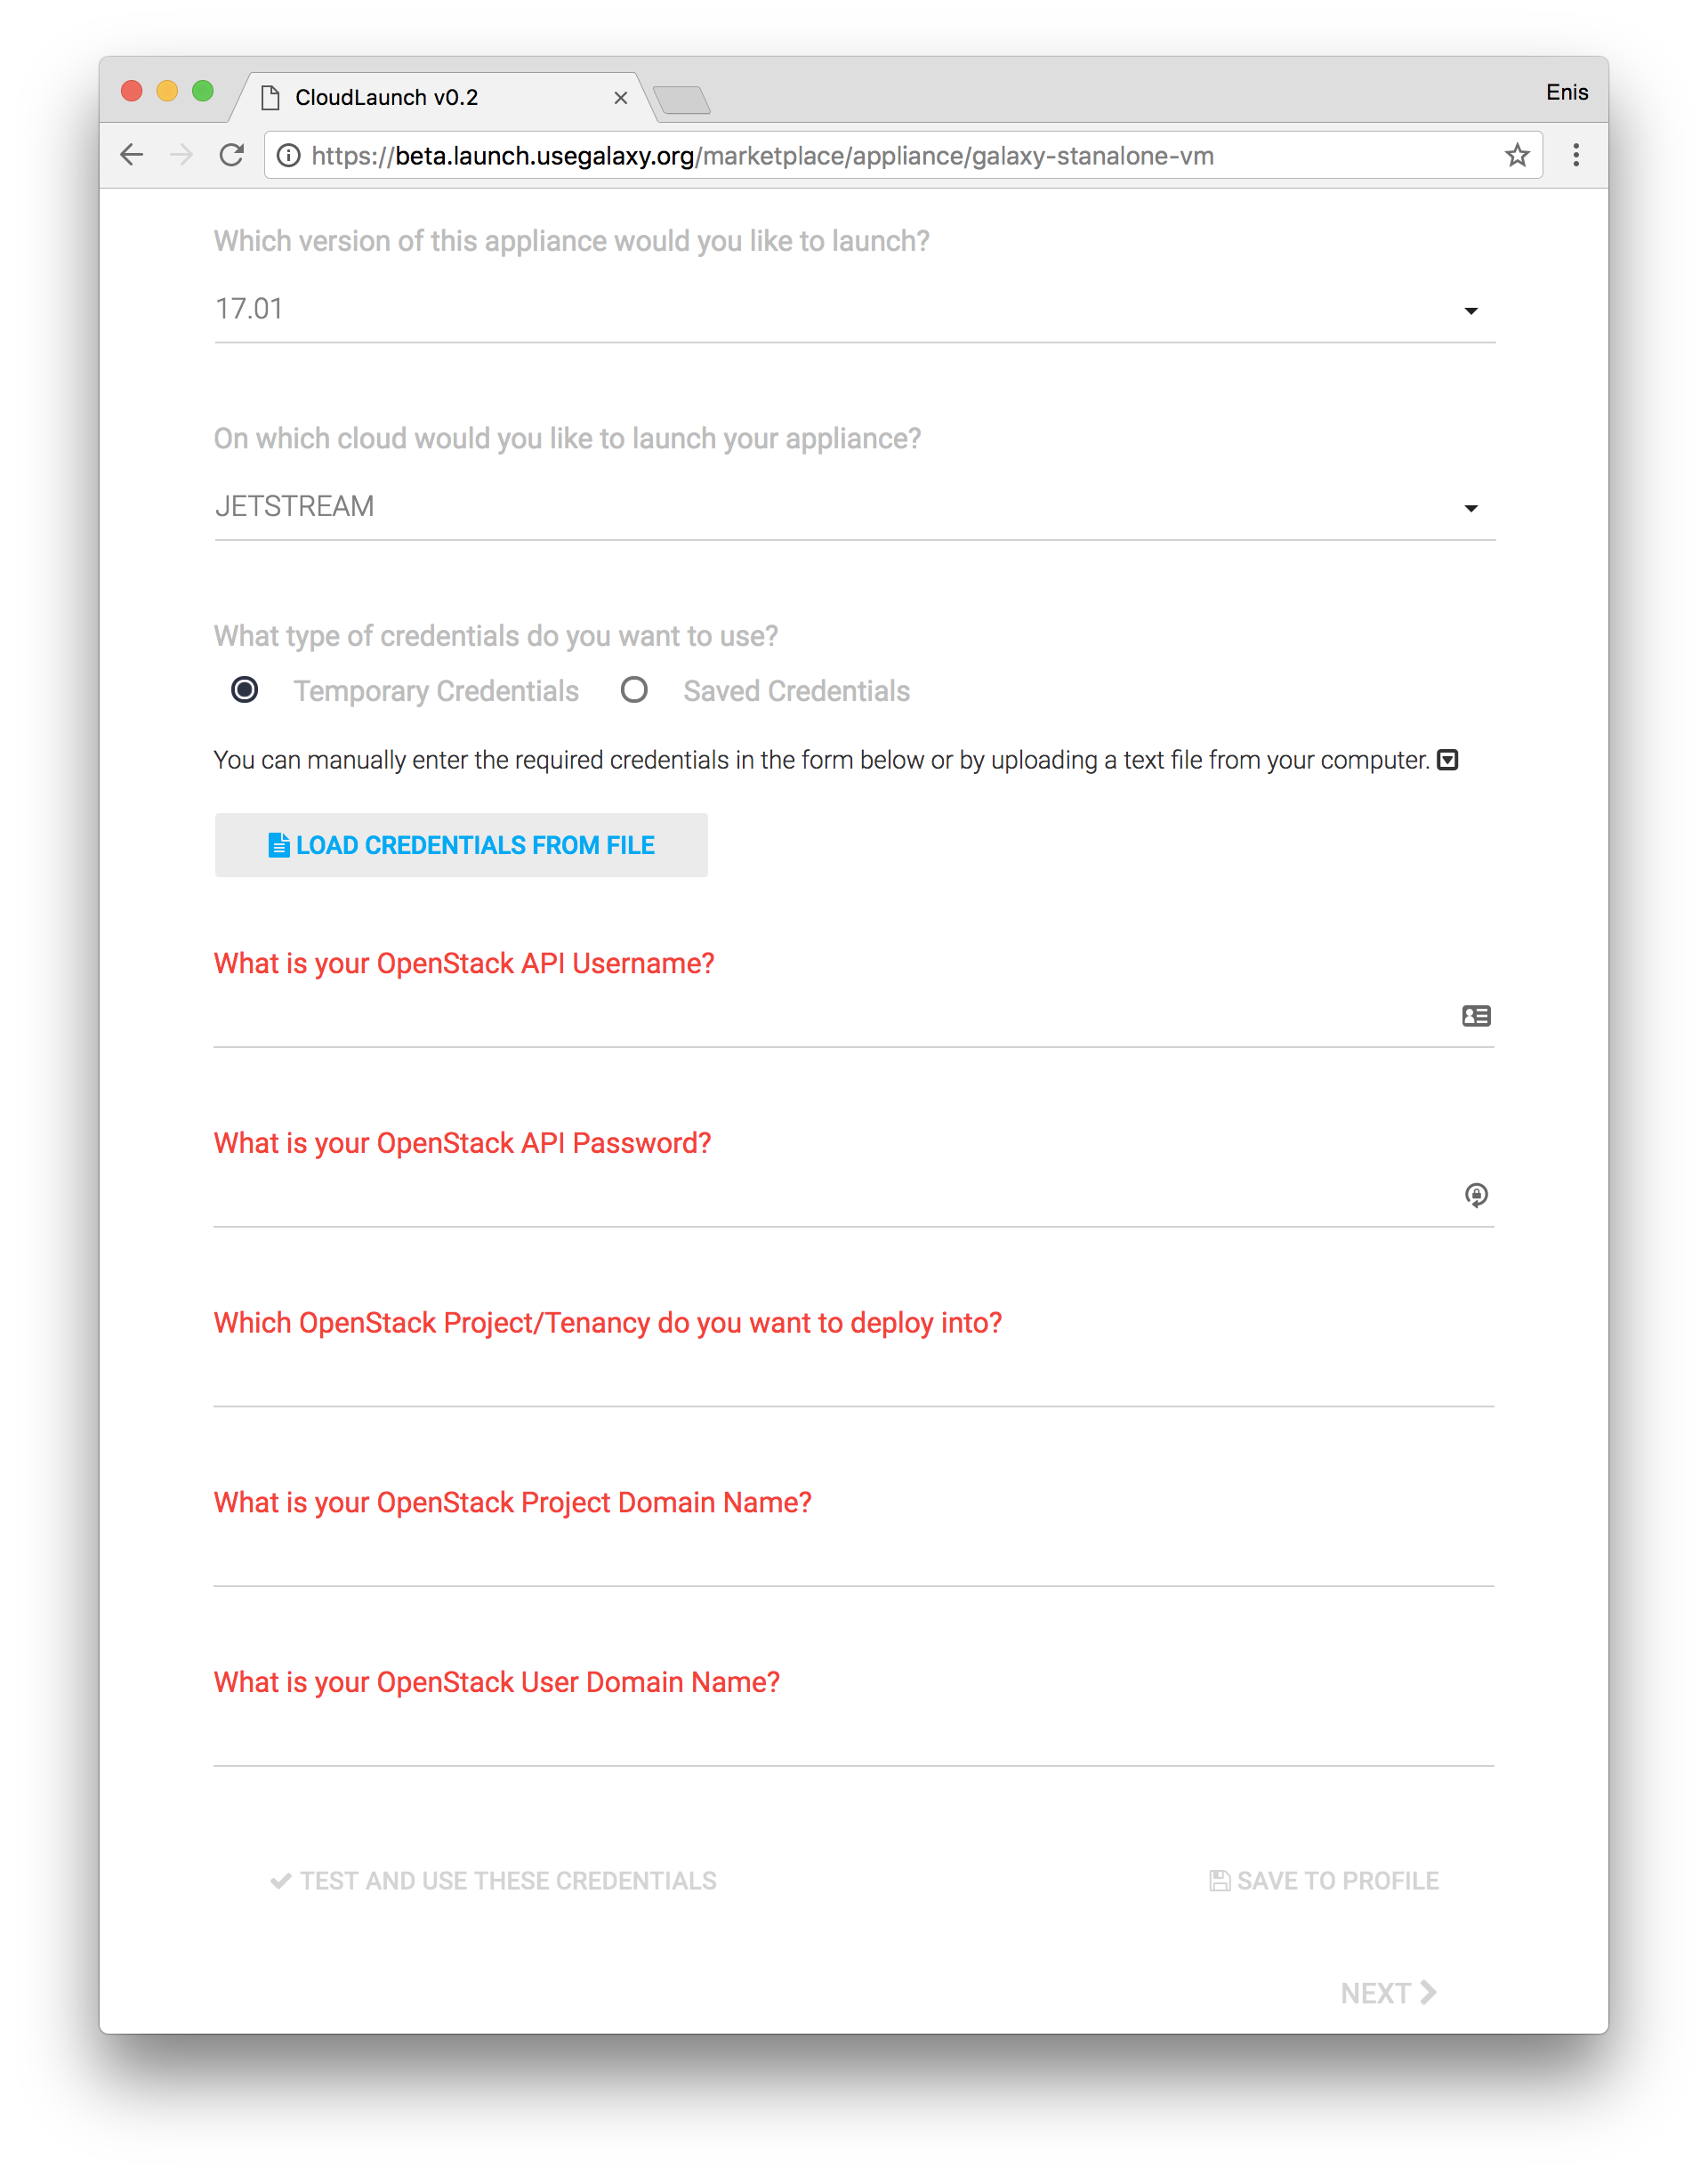 CloudLaunch v0.2
Enis
https://beta.launch.usegalaxy.org/marketplace/appliance/galaxy-stanalone-vm
Which version of this appliance would you like to launch?
17.01
On which cloud would you like to launch your appliance?
JETSTREAM
What type of credentials do you want to use?
Temporary Credentials Saved Credentials
You can manually enter the required credentials in the form below or by uploading a text file from your computer.
LOAD CREDENTIALS FROM FILE
What is your OpenStack API Username?
What is your OpenStack API Password?
Which OpenStack Project/Tenancy do you want to deploy into?
What is your OpenStack Project Domain Name?
What is your OpenStack User Domain Name?
TEST AND USE THESE CREDENTIALS SAVE TO PROFILE
NEXT